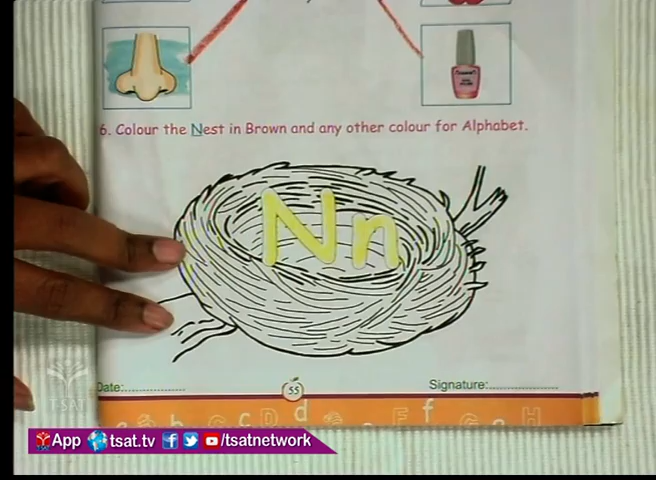 6. Colour the Nest in Brown and any other colour for Alphabet.
Nn
Date:................
Signature:.................
55
c D d F f G H
T-SAT
App tsat.tv /tsatnetwork